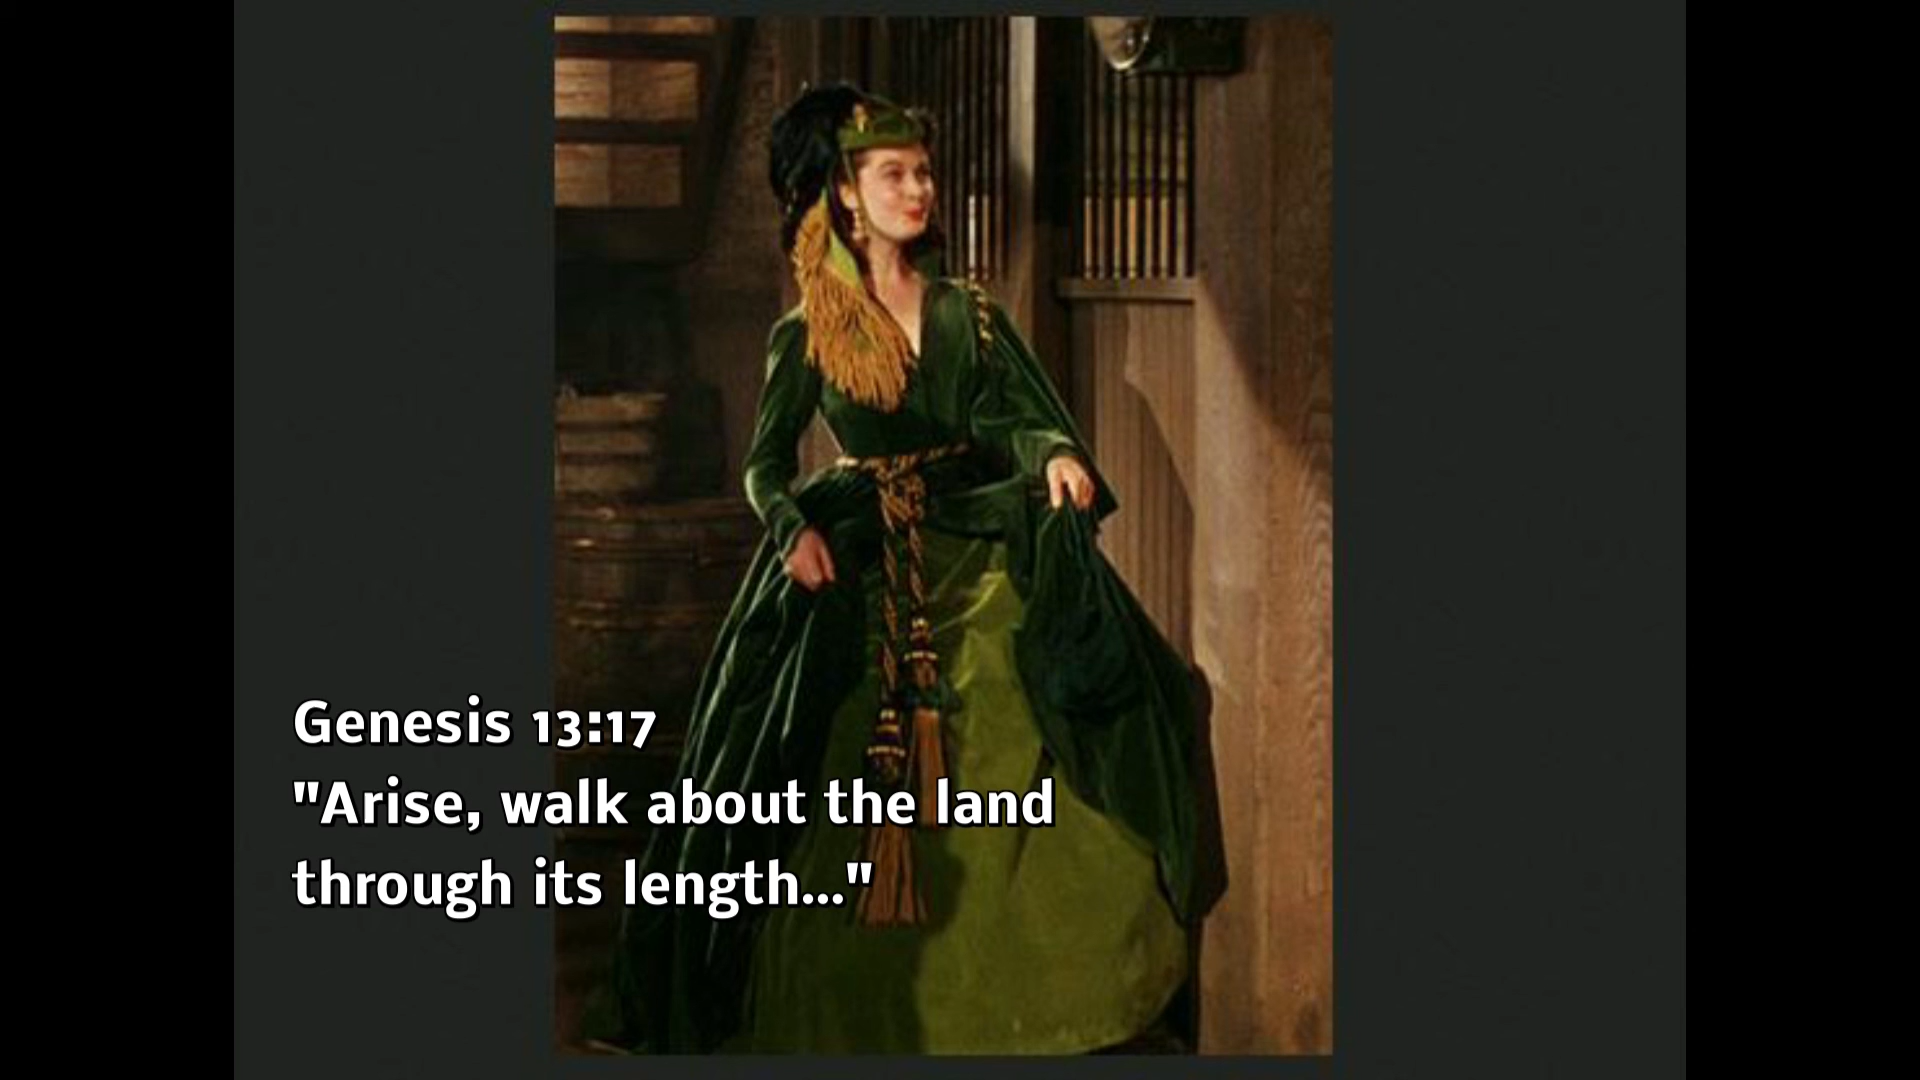 Genesis 13:17
"Arise, walk about the land
through its length..."